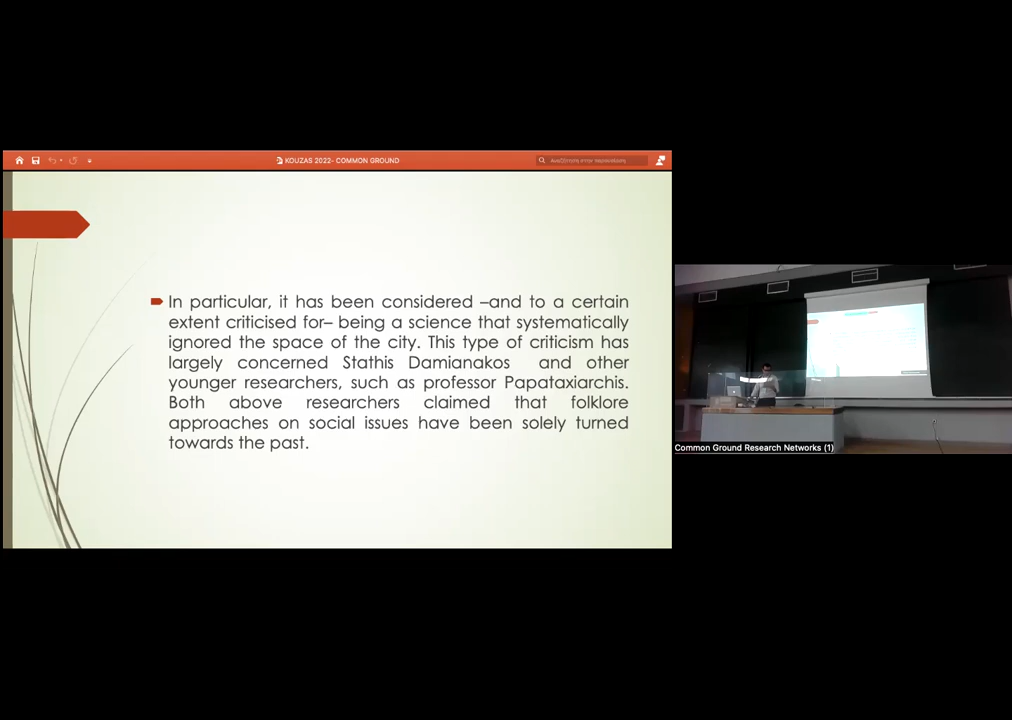 KOUZAS 2022- COMMON GROUND
In particular, it has been considered –and to a certain
extent criticised for– being a science that systematically
ignored the space of the city. This type of criticism has
largely concerned Stathis Damianakos and other
younger researchers, such as professor Papataxiarchis.
Both above researchers claimed that folklore
approaches on social issues have been solely turned
towards the past.
Common Ground Research Networks (1)